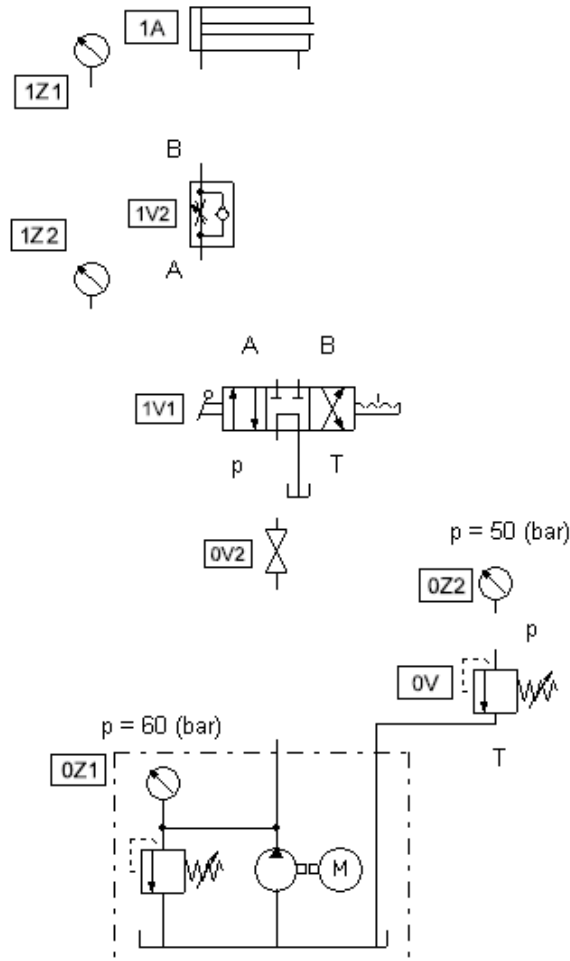 1A
1Z1
B
1V2
1Z2
A
A B
1V1
p T
p = 50 (bar)
0V2
0Z2
p
0V
p = 60 (bar)
T
0Z1
M